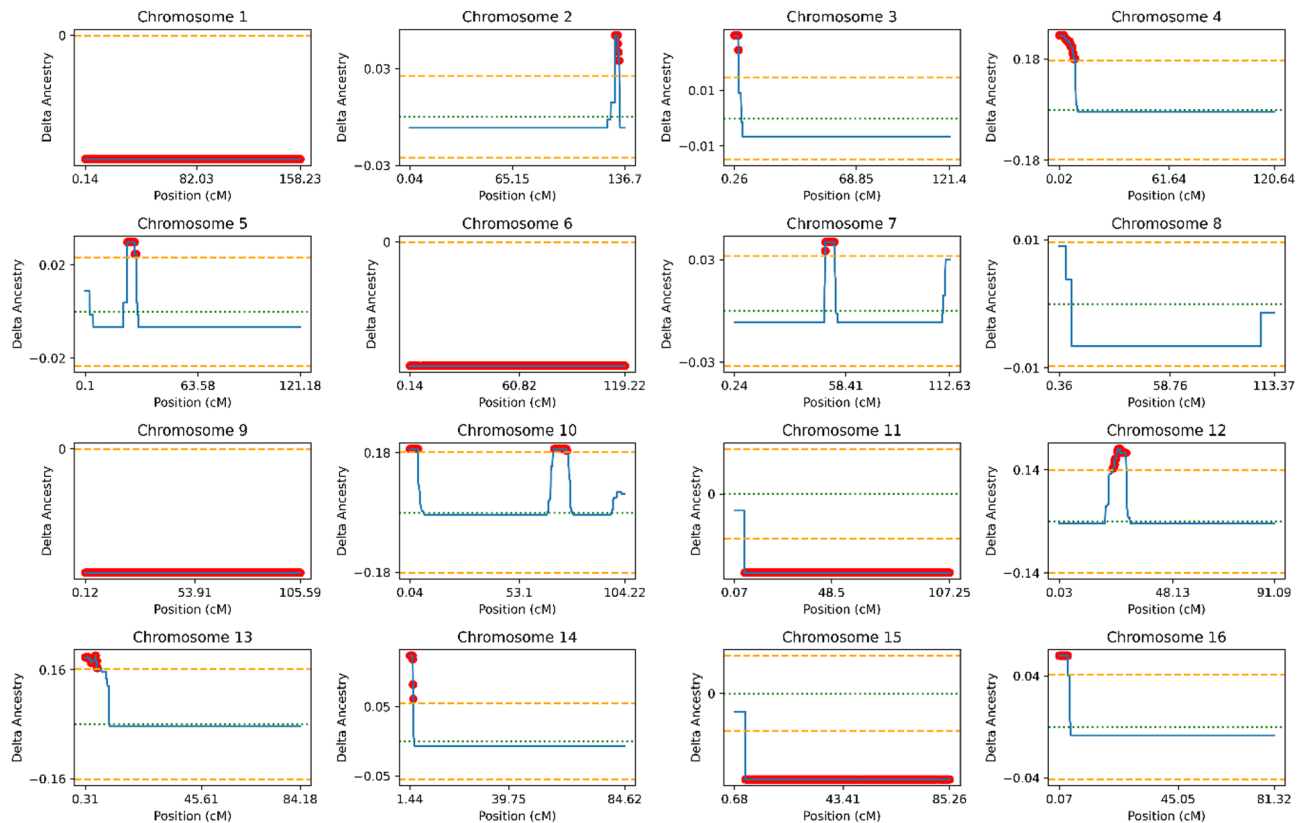 Chromosome 1
Delta Ancestry
0
0.14 82.03 158.23
Position (cM)
Chromosome 2
Delta Ancestry
0.03
−0.03
0.04 65.15 136.7
Position (cM)
Chromosome 3
Delta Ancestry
0.01
−0.01
0.26 68.85 121.4
Position (cM)
Chromosome 4
Delta Ancestry
0.18
−0.18
0.02 61.64 120.64
Position (cM)
Chromosome 5
Delta Ancestry
0.02
−0.02
0.1 63.58 121.18
Position (cM)
Chromosome 6
Delta Ancestry
0
0.14 60.82 119.22
Position (cM)
Chromosome 7
Delta Ancestry
0.03
−0.03
0.24 58.41 112.63
Position (cM)
Chromosome 8
Delta Ancestry
0.01
−0.01
0.36 58.76 113.37
Position (cM)
Chromosome 9
Delta Ancestry
0
0.12 53.91 105.59
Position (cM)
Chromosome 10
Delta Ancestry
0.18
−0.18
0.04 53.1 104.22
Position (cM)
Chromosome 11
Delta Ancestry
0
0.07 48.5 107.25
Position (cM)
Chromosome 12
Delta Ancestry
0.14
−0.14
0.03 48.13 91.09
Position (cM)
Chromosome 13
Delta Ancestry
0.16
−0.16
0.31 45.61 84.18
Position (cM)
Chromosome 14
Delta Ancestry
0.05
−0.05
1.44 39.75 84.62
Position (cM)
Chromosome 15
Delta Ancestry
0
0.68 43.41 85.26
Position (cM)
Chromosome 16
Delta Ancestry
0.04
−0.04
0.07 45.05 81.32
Position (cM)